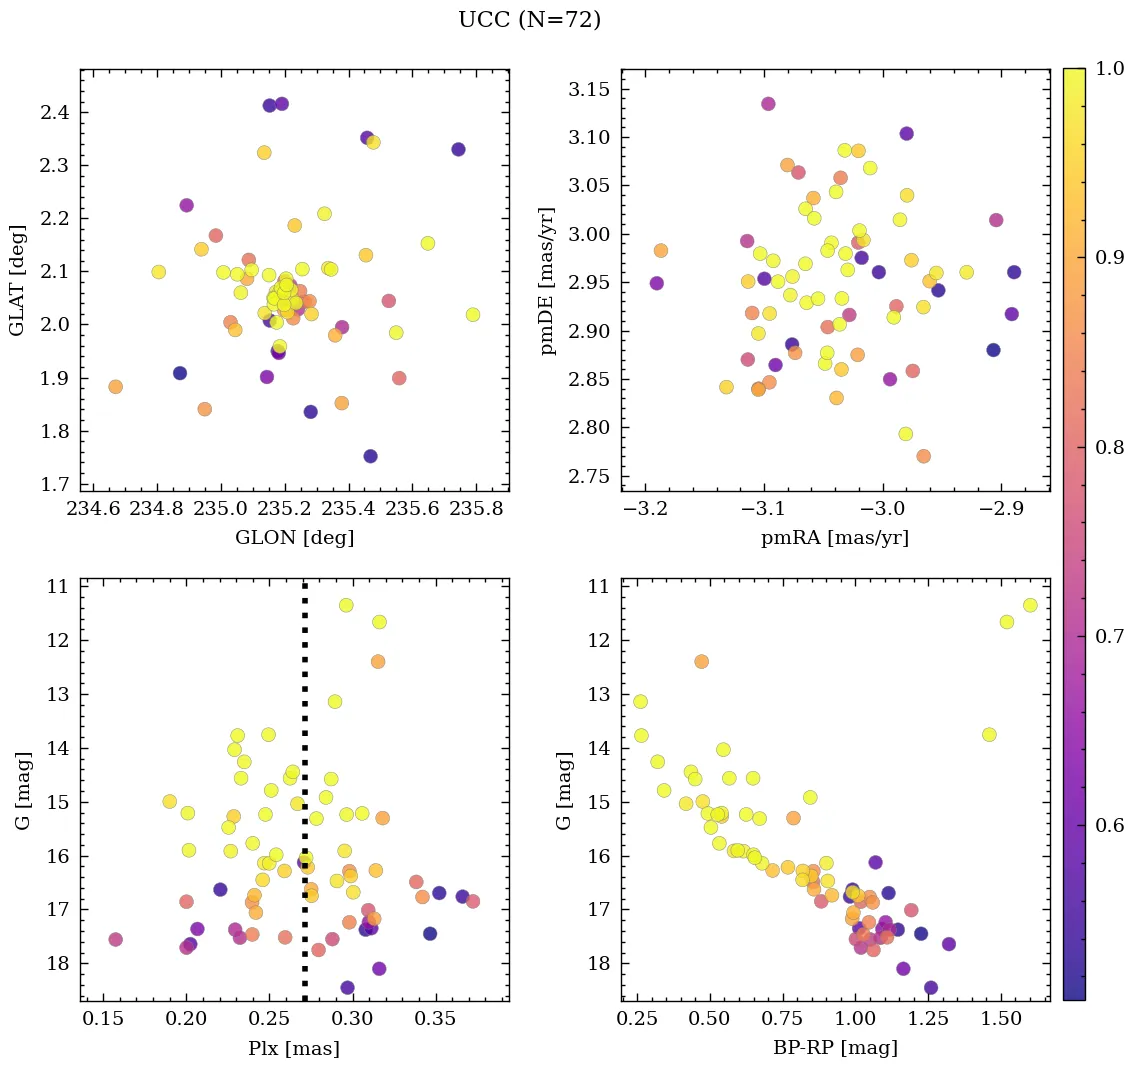 UCC (N=72)
2.4
2.3
2.2
2.1
2.0
1.9
1.8
1.7
GLAT [deg]
234.6 234.8 235.0 235.2 235.4 235.6 235.8
GLON [deg]
3.15
3.10
3.05
3.00
2.95
2.90
2.85
2.80
2.75
pmDE [mas/yr]
−3.2 −3.1 −3.0 −2.9
pmRA [mas/yr]
11
12
13
14
15
16
17
18
G [mag]
0.15 0.20 0.25 0.30 0.35
Plx [mas]
11
12
13
14
15
16
17
18
G [mag]
0.25 0.50 0.75 1.00 1.25 1.50
BP-RP [mag]
1.0
0.9
0.8
0.7
0.6